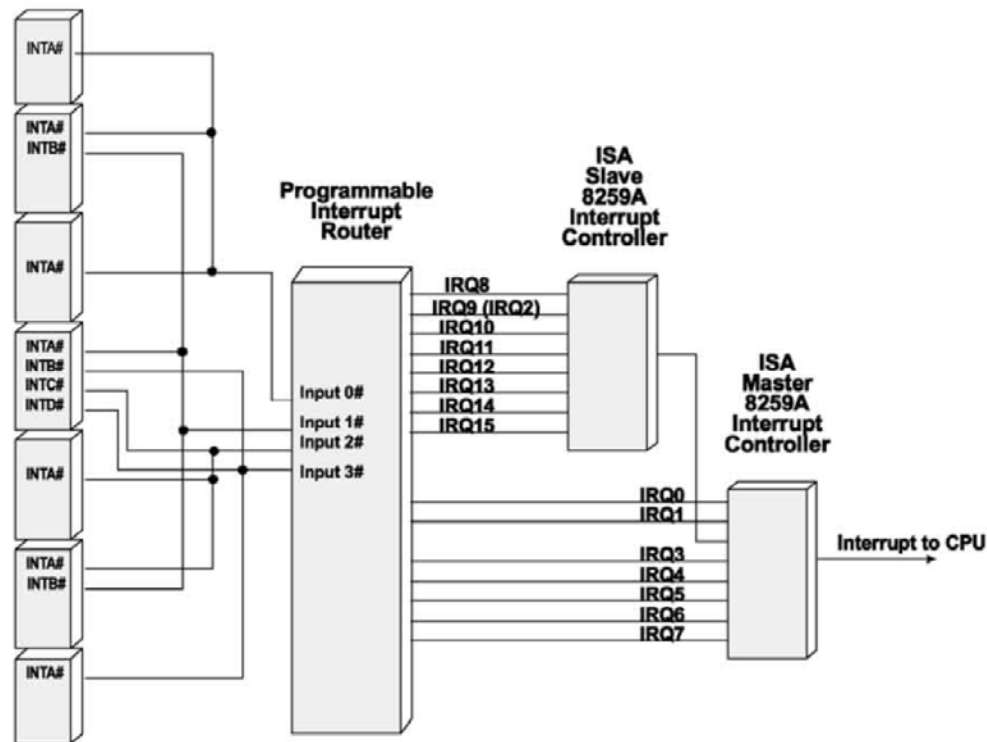 INTA#
INTA#
INTB#
INTA#
INTA#
INTB#
INTC#
INTD#
INTA#
INTA#
INTB#
INTA#
Programmable
Interrupt
Router
Input 0#
Input 1#
Input 2#
Input 3#
ISA
Slave
8259A
Interrupt
Controller
IRQ8
IRQ9 (IRQ2)
IRQ10
IRQ11
IRQ12
IRQ13
IRQ14
IRQ15
ISA
Master
8259A
Interrupt
Controller
IRQ0
IRQ1
IRQ3
IRQ4
IRQ5
IRQ6
IRQ7
Interrupt to CPU